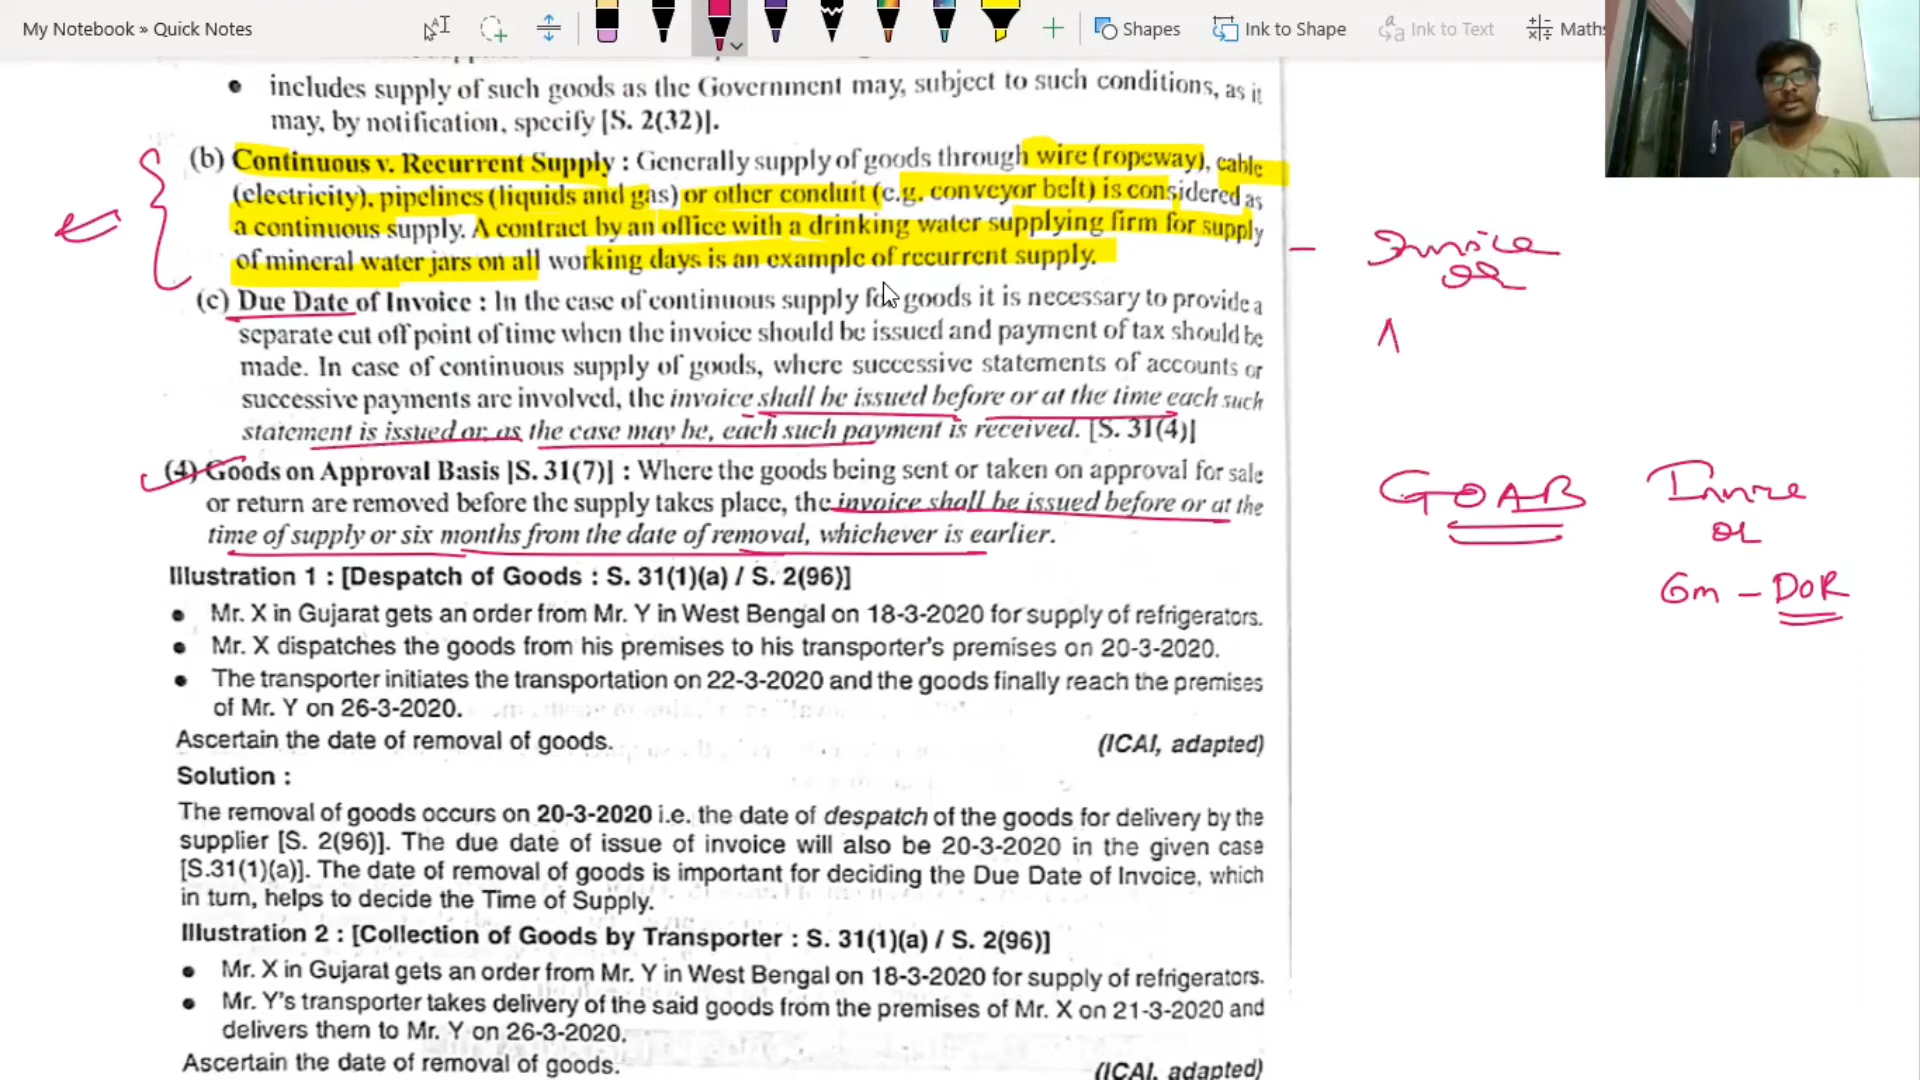 My Notebook » Quick Notes
Shapes
Ink to Shape
Ink to Text
Maths
includes supply of such goods as the Government may, subject to such conditions, as it
may, by notification, specify [S. 2(32)].
(b) Continuous v. Recurrent Supply : Generally supply of goods through wire (ropeway), cable
(electricity), pipelines (liquids and gas) or other conduit (e.g. conveyor belt) is considered as
a continuous supply. A contract by an office with a drinking water supplying firm for supply
of mineral water jars on all working days is an example of recurrent supply.
- Invoice
or
(c) Due Date of Invoice : In the case of continuous supply fo goods it is necessary to provide a
separate cut off point of time when the invoice should be issued and payment of tax should be
made. In case of continuous supply of goods, where successive statements of accounts or
successive payments are involved, the invoice shall be issued before or at the time each such
statement is issued or, as the case may be, each such payment is received. [S. 31(4)]
(4) Goods on Approval Basis [S. 31(7)] : Where the goods being sent or taken on approval for sale
or return are removed before the supply takes place, the invoice shall be issued before or at the
time of supply or six months from the date of removal, whichever is earlier.
GOAB
Invoice
or
6m - DOR
Illustration 1 : [Despatch of Goods : S. 31(1)(a) / S. 2(96)]
• Mr. X in Gujarat gets an order from Mr. Y in West Bengal on 18-3-2020 for supply of refrigerators.
• Mr. X dispatches the goods from his premises to his transporter's premises on 20-3-2020.
• The transporter initiates the transportation on 22-3-2020 and the goods finally reach the premises
of Mr. Y on 26-3-2020.
Ascertain the date of removal of goods. (ICAI, adapted)
Solution :
The removal of goods occurs on 20-3-2020 i.e. the date of despatch of the goods for delivery by the
supplier [S. 2(96)]. The due date of issue of invoice will also be 20-3-2020 in the given case
[S.31(1)(a)]. The date of removal of goods is important for deciding the Due Date of Invoice, which
in turn, helps to decide the Time of Supply.
Illustration 2 : [Collection of Goods by Transporter : S. 31(1)(a) / S. 2(96)]
• Mr. X in Gujarat gets an order from Mr. Y in West Bengal on 18-3-2020 for supply of refrigerators.
• Mr. Y's transporter takes delivery of the said goods from the premises of Mr. X on 21-3-2020 and
delivers them to Mr. Y on 26-3-2020.
Ascertain the date of removal of goods. (ICAI, adapted)